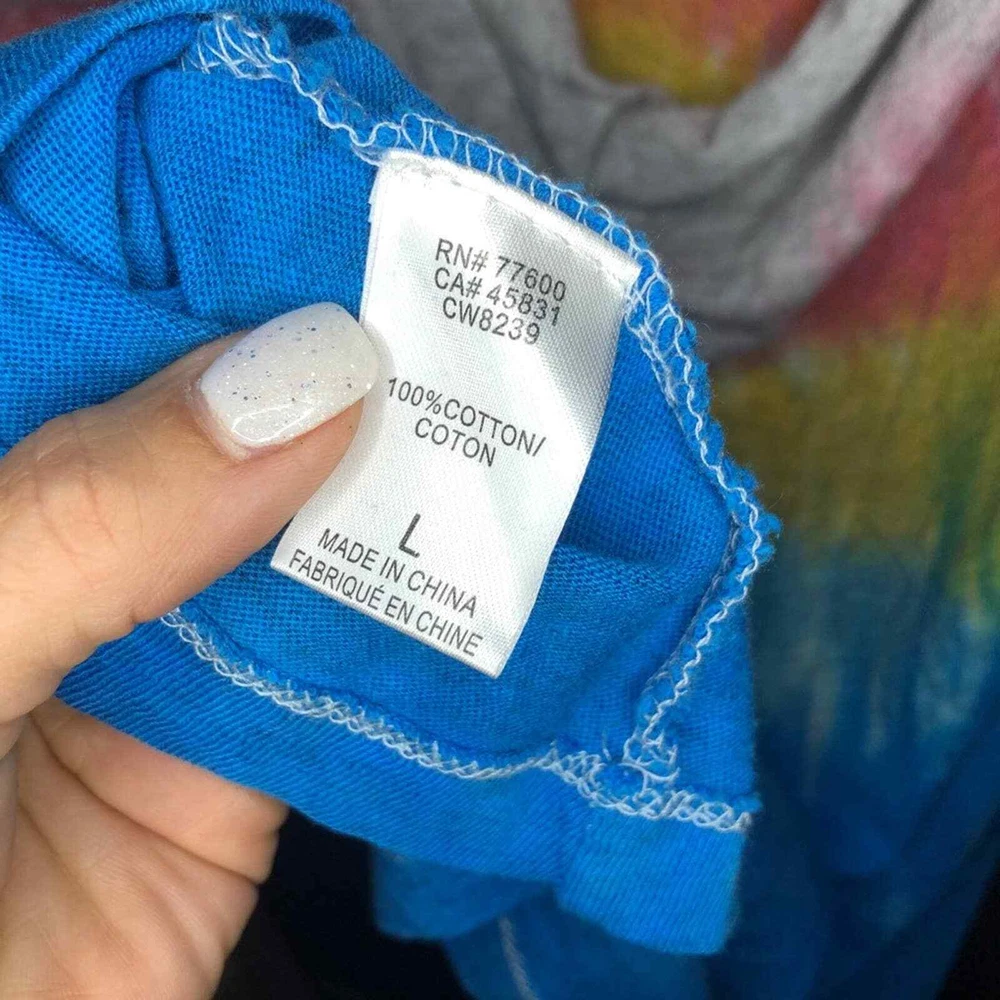 RN# 77600
CA# 45831
CW8239
100%COTTON/
COTON
L
MADE IN CHINA
FABRIQUÉ EN CHINE